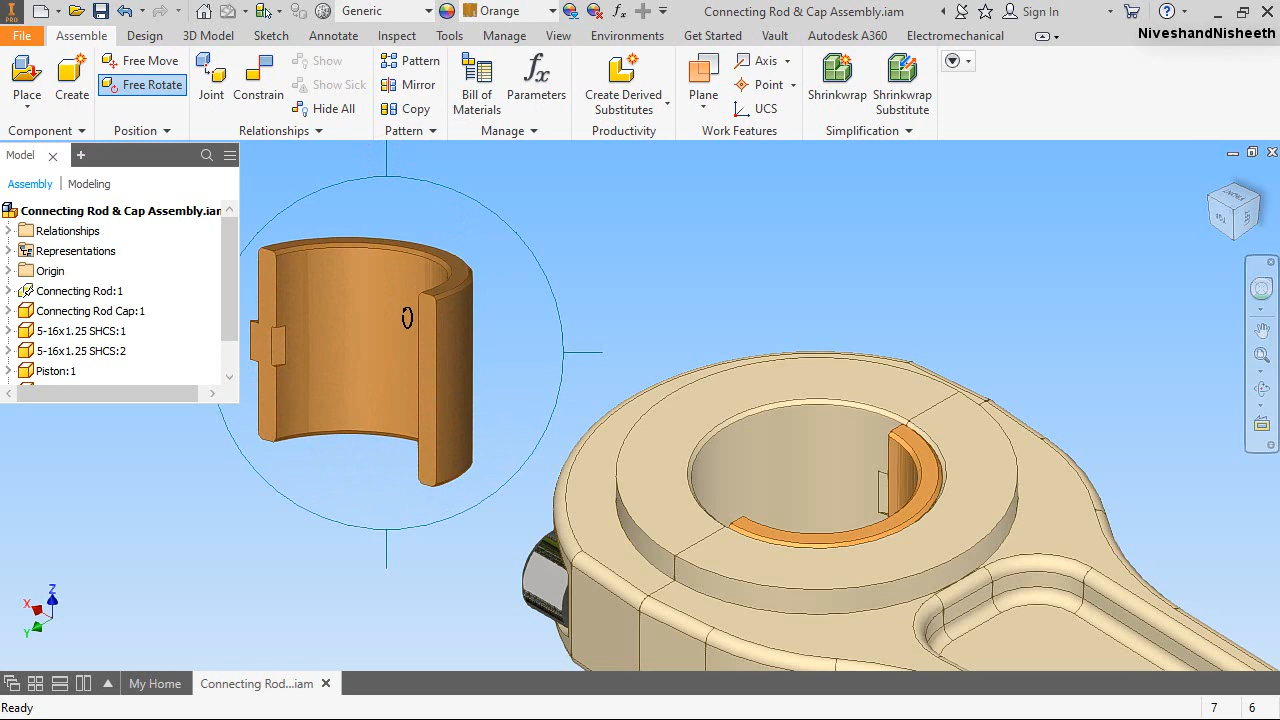 PRO
Generic
Orange
fx
Connecting Rod & Cap Assembly.iam
Sign In
File
Assemble
Design
3D Model
Sketch
Annotate
Inspect
Tools
Manage
View
Environments
Get Started
Vault
Autodesk A360
Electromechanical
NiveshandNisheeth
Place
Create
Free Move
Free Rotate
Joint
Constrain
Show
Show Sick
Hide All
Pattern
Mirror
Copy
Bill of
Materials
fx
Parameters
Create Derived
Substitutes
Plane
Axis
Point
UCS
Shrinkwrap
Shrinkwrap
Substitute
Component
Position
Relationships
Pattern
Manage
Productivity
Work Features
Simplification
Model
Assembly
Modeling
Connecting Rod & Cap Assembly.iam
Relationships
Representations
Origin
Connecting Rod:1
Connecting Rod Cap:1
5-16x1.25 SHCS:1
5-16x1.25 SHCS:2
Piston:1
Z
X
Y
My Home
Connecting Rod...iam
Ready
7
6